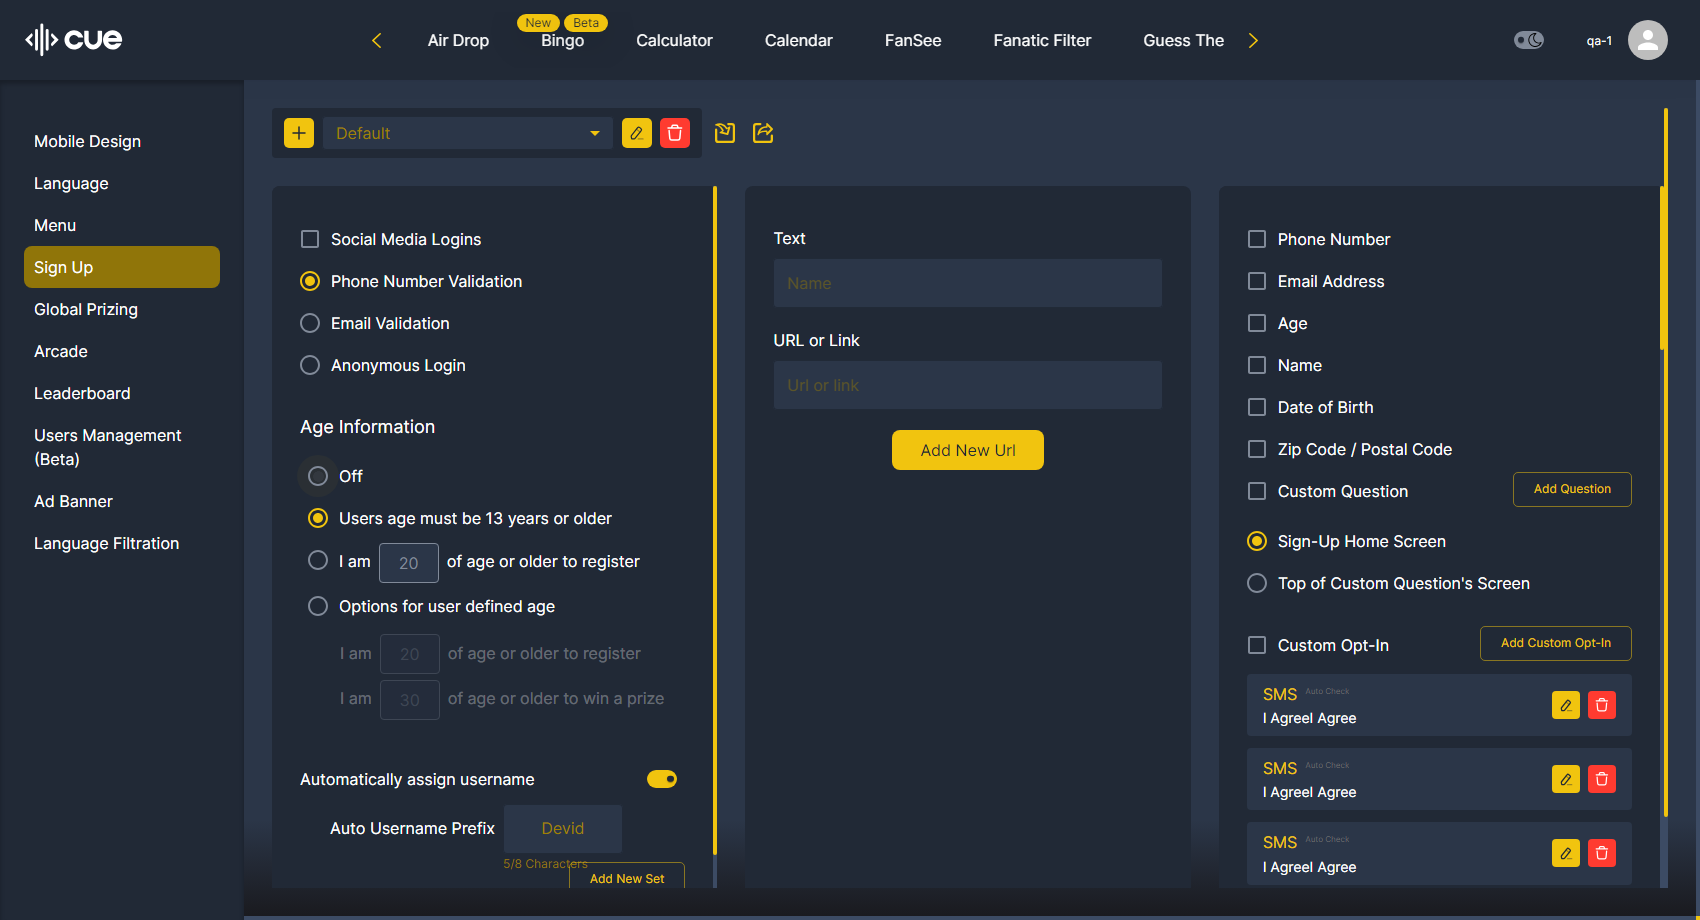 cue
Air Drop
New
Beta
Bingo
Calculator
Calendar
FanSee
Fanatic Filter
Guess The
qa-1
Mobile Design
Language
Menu
Sign Up
Global Prizing
Arcade
Leaderboard
Users Management
(Beta)
Ad Banner
Language Filtration
Default
Social Media Logins
Phone Number Validation
Email Validation
Anonymous Login
Age Information
Off
Users age must be 13 years or older
I am 20 of age or older to register
Options for user defined age
I am 20 of age or older to register
I am 30 of age or older to win a prize
Automatically assign username
Auto Username Prefix Devid
5/8 Characters
Add New Set
Text
Name
URL or Link
Url or link
Add New Url
Phone Number
Email Address
Age
Name
Date of Birth
Zip Code / Postal Code
Custom Question Add Question
Sign-Up Home Screen
Top of Custom Question's Screen
Custom Opt-In Add Custom Opt-In
SMS Auto Check
I AgreeI Agree
SMS Auto Check
I AgreeI Agree
SMS Auto Check
I AgreeI Agree